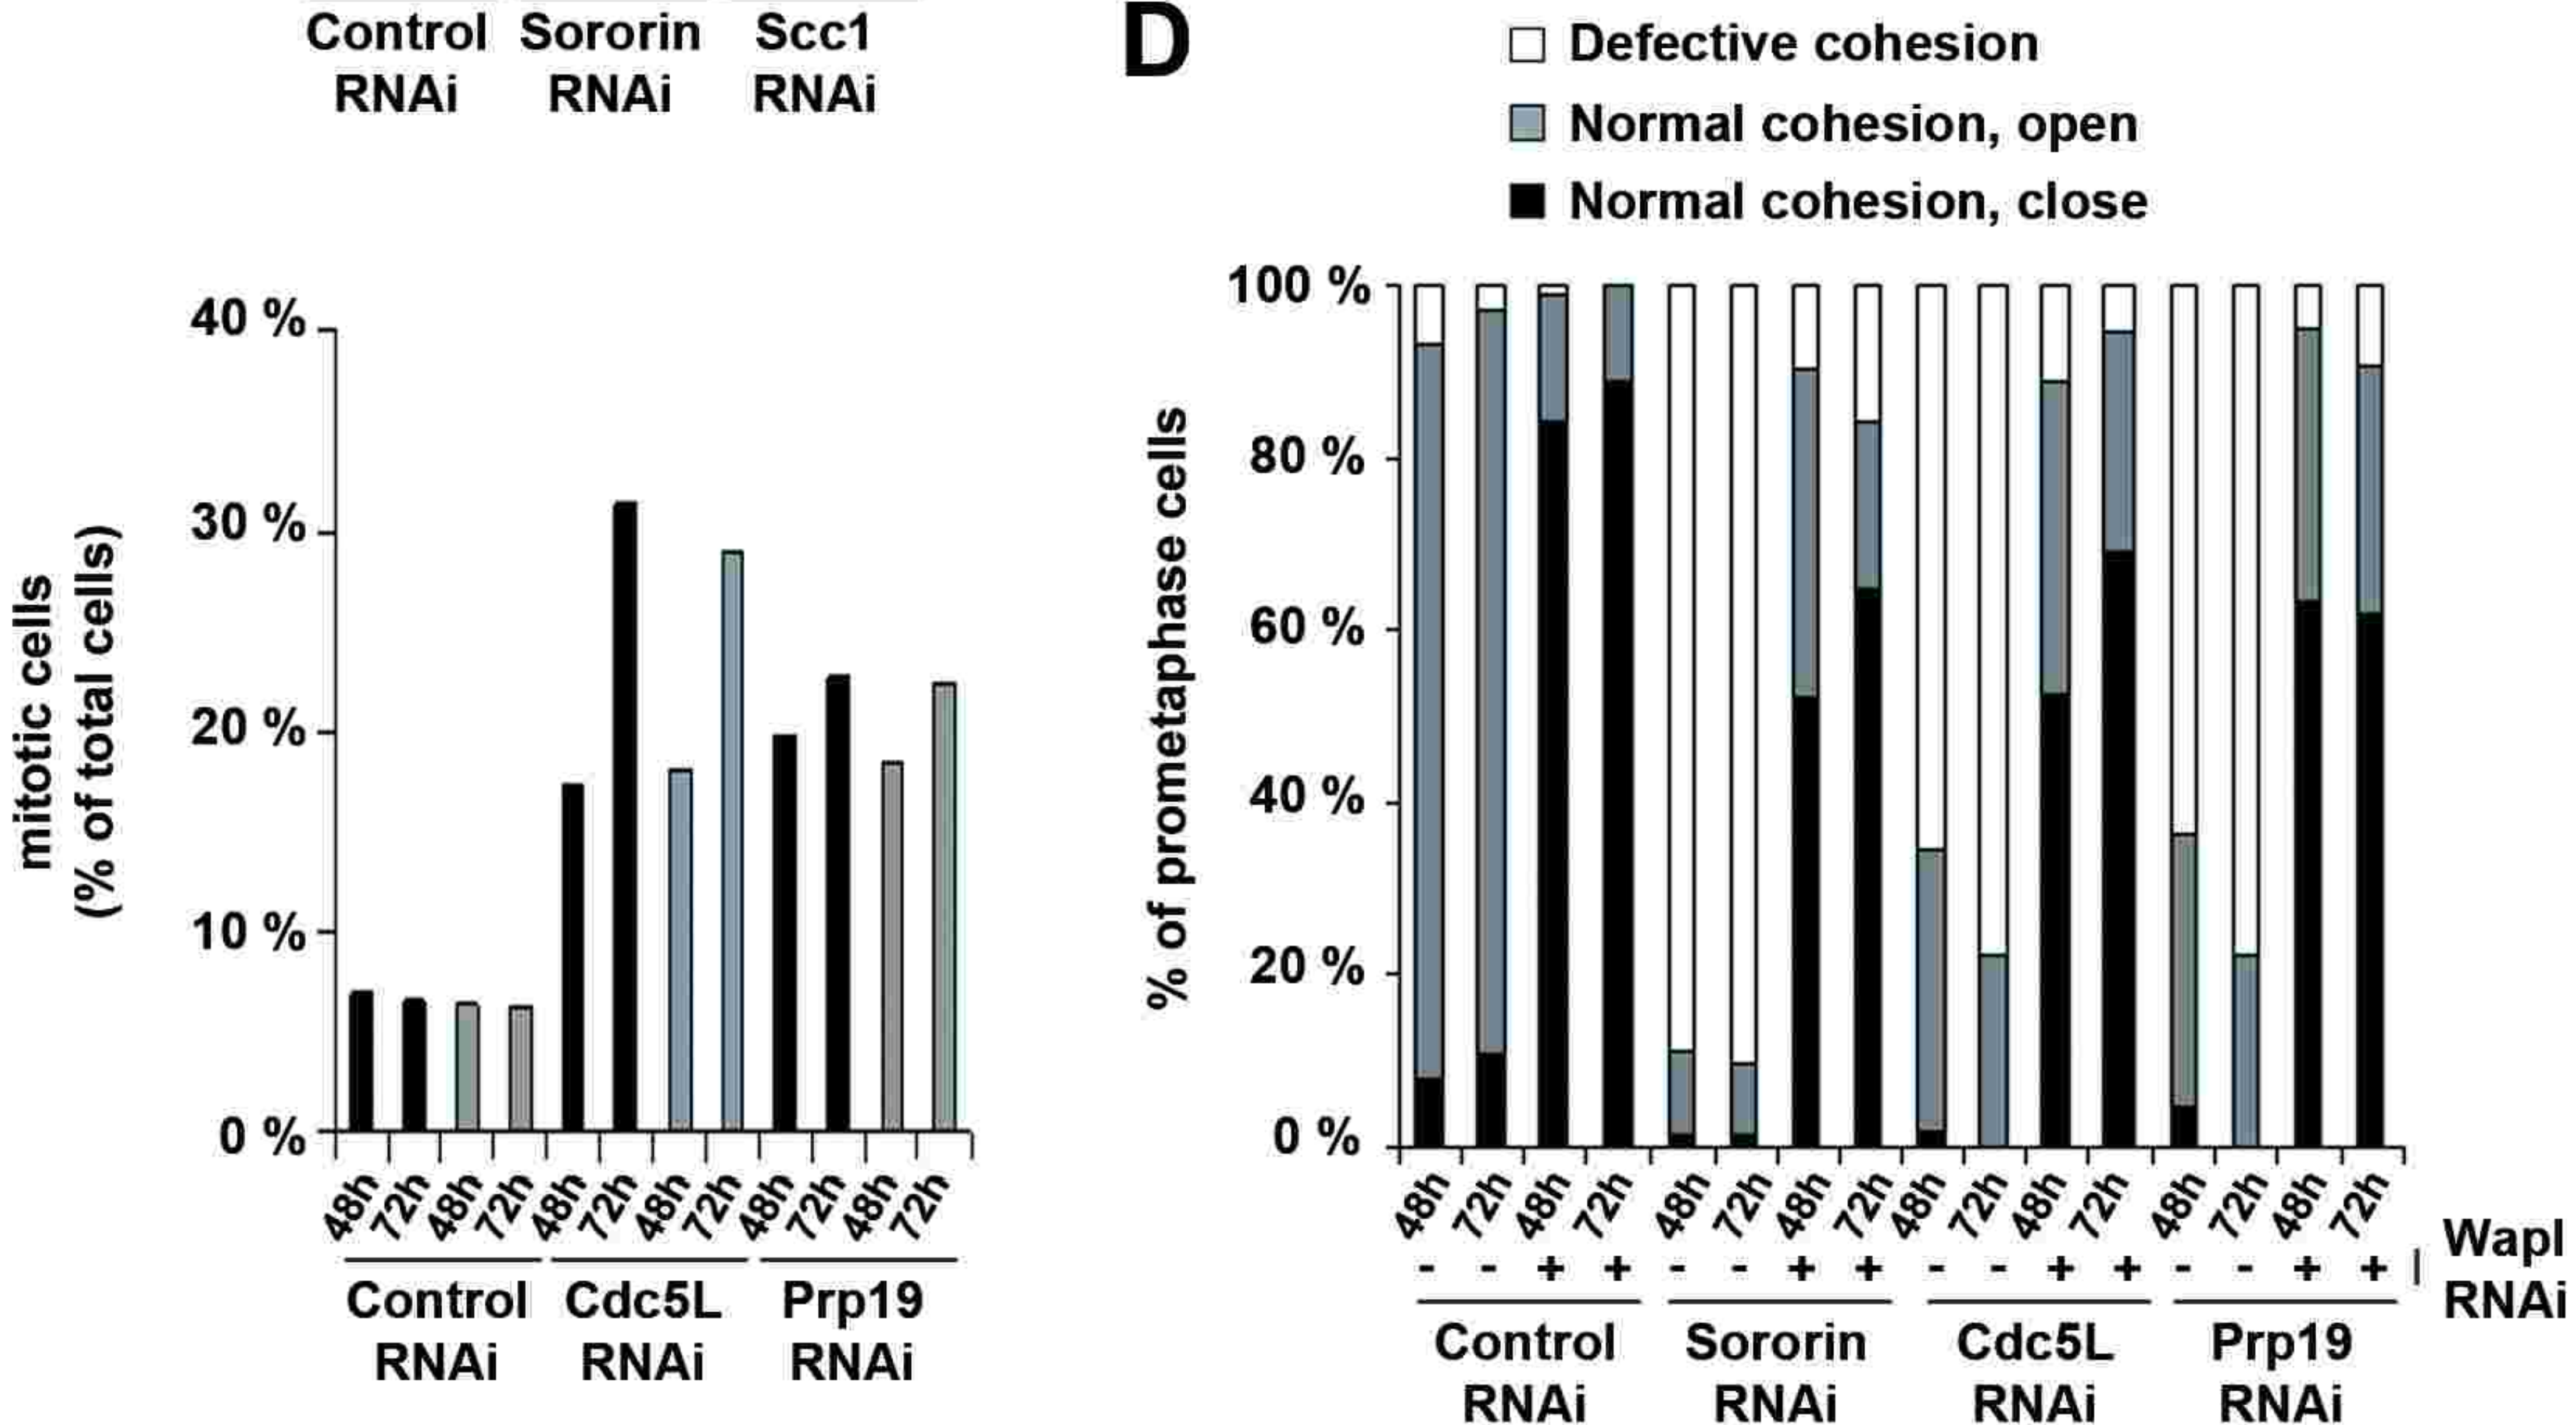 Control Sororin Scc1
RNAi RNAi RNAi
mitotic cells
(% of total cells)
40 %
30 %
20 %
10 %
0 %
48h 72h 48h 72h 48h 72h 48h 72h 48h 72h 48h 72h
Control Cdc5L Prp19
RNAi RNAi RNAi
D
Defective cohesion
Normal cohesion, open
Normal cohesion, close
% of prometaphase cells
100 %
80 %
60 %
40 %
20 %
0 %
48h 72h 48h 72h 48h 72h 48h 72h 48h 72h 48h 72h 48h 72h 48h 72h
- - + + - - + + - - + + - - + + | Wapl
RNAi
Control Sororin Cdc5L Prp19
RNAi RNAi RNAi RNAi